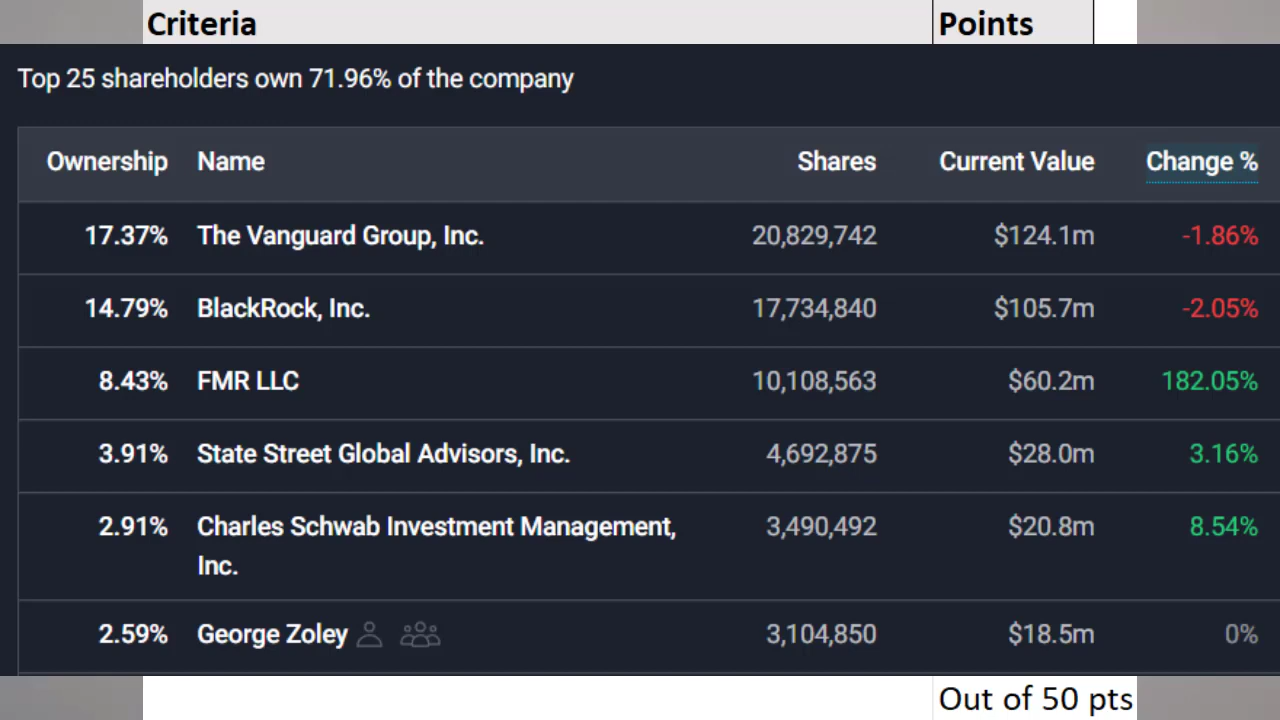 Criteria Points
Top 25 shareholders own 71.96% of the company
Ownership Name Shares Current Value Change %
17.37% The Vanguard Group, Inc. 20,829,742 $124.1m -1.86%
14.79% BlackRock, Inc. 17,734,840 $105.7m -2.05%
8.43% FMR LLC 10,108,563 $60.2m 182.05%
3.91% State Street Global Advisors, Inc. 4,692,875 $28.0m 3.16%
2.91% Charles Schwab Investment Management, 3,490,492 $20.8m 8.54%
Inc.
2.59% George Zoley 3,104,850 $18.5m 0%
Out of 50 pts